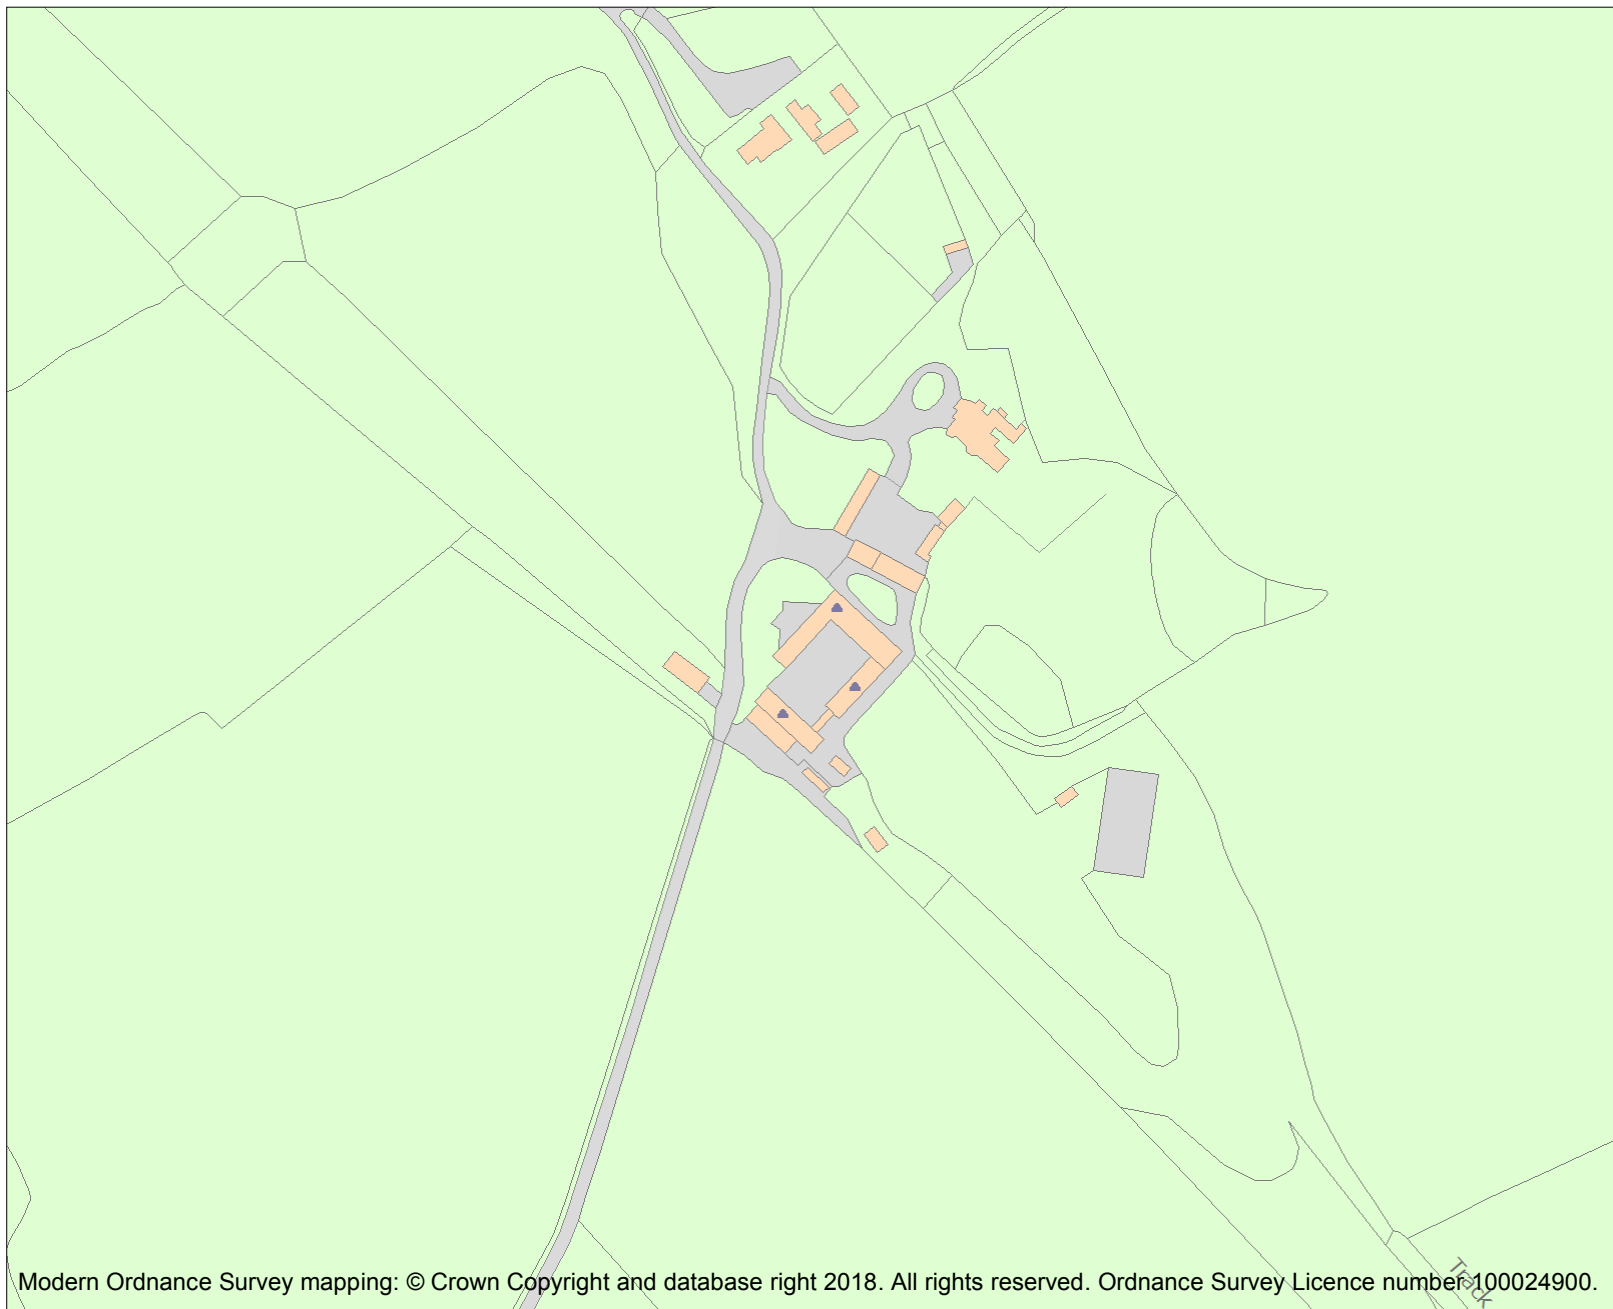 Track
Modern Ordnance Survey mapping: © Crown Copyright and database right 2018. All rights reserved. Ordnance Survey Licence number 100024900.